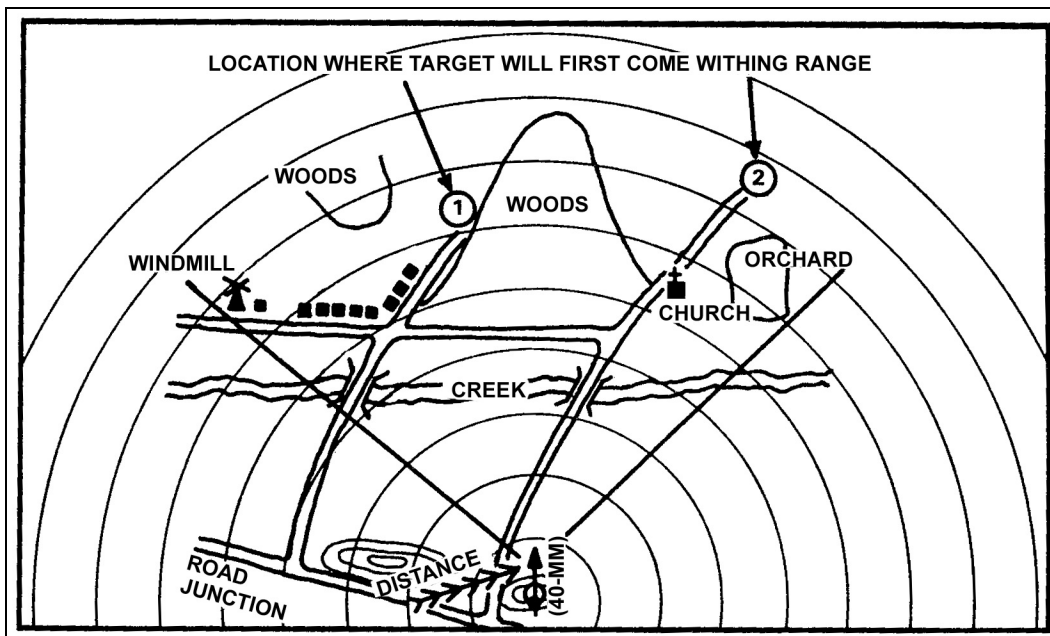 LOCATION WHERE TARGET WILL FIRST COME WITHING RANGE
WOODS
1
WOODS
2
WINDMILL
ORCHARD
CHURCH
CREEK
DISTANCE
(40-MM)
ROAD
JUNCTION